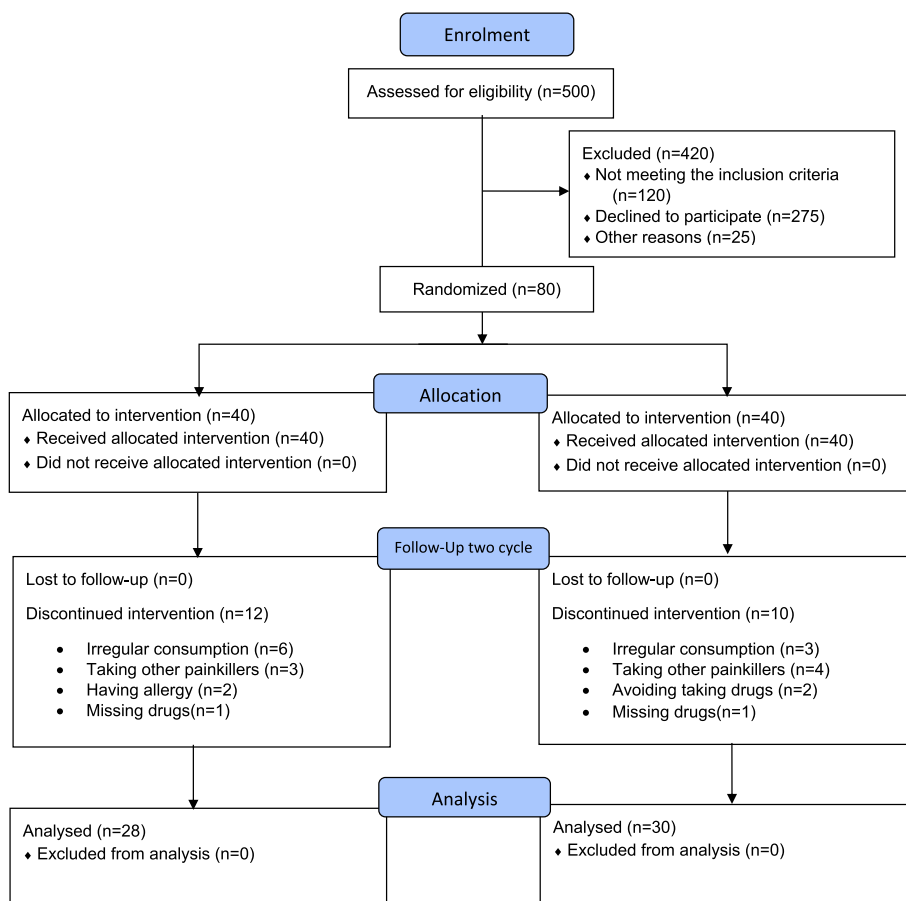 Enrolment
Assessed for eligibility (n=500)
Excluded (n=420)
♦ Not meeting the inclusion criteria
(n=120)
♦ Declined to participate (n=275)
♦ Other reasons (n=25)
Randomized (n=80)
Allocation
Allocated to intervention (n=40)
♦ Received allocated intervention (n=40)
♦ Did not receive allocated intervention (n=0)
Allocated to intervention (n=40)
♦ Received allocated intervention (n=40)
♦ Did not receive allocated intervention (n=0)
Follow-Up two cycle
Lost to follow-up (n=0)
Discontinued intervention (n=12)
• Irregular consumption (n=6)
• Taking other painkillers (n=3)
• Having allergy (n=2)
• Missing drugs(n=1)
Lost to follow-up (n=0)
Discontinued intervention (n=10)
• Irregular consumption (n=3)
• Taking other painkillers (n=4)
• Avoiding taking drugs (n=2)
• Missing drugs(n=1)
Analysis
Analysed (n=28)
♦ Excluded from analysis (n=0)
Analysed (n=30)
♦ Excluded from analysis (n=0)